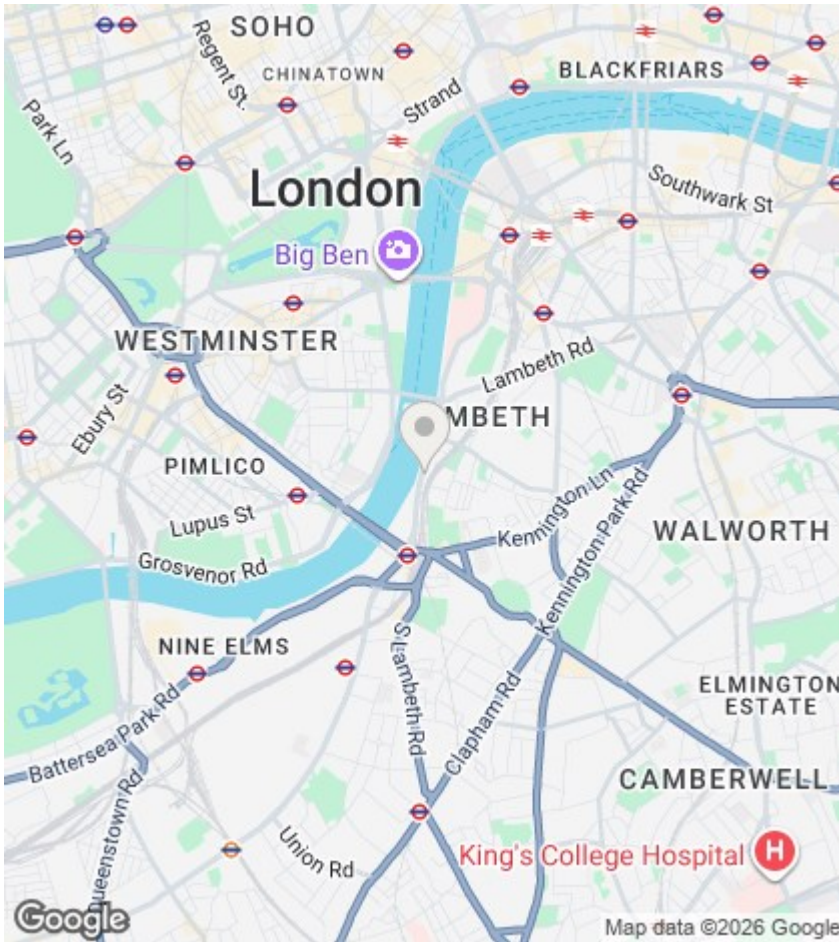 SOHO
Regent St.
CHINATOWN
BLACKFRIARS
Park Ln
Strand
London
Southwark St
Big Ben
WESTMINSTER
Lambeth Rd
Ebury St
MBETH
PIMLICO
Lupus St
Kennington Ln
Kennington Park Rd
WALWORTH
Grosvenor Rd
NINE ELMS
S Lambeth Rd
Clapham Rd
ELMINGTON
ESTATE
Battersea Park Rd
CAMBERWELL
Queenstown Rd
Union Rd
King's College Hospital
H
Google
Map data ©2026 Google